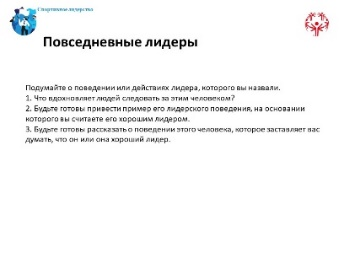 Спортивное лидерство
Повседневные лидеры
Подумайте о поведении или действиях лидера, которого вы назвали.
1. Что вдохновляет людей следовать за этим человеком?
2. Будьте готовы привести пример его лидерского поведения, на основании
которого вы считаете его хорошим лидером.
3. Будьте готовы рассказать о поведении этого человека, которое заставляет вас
думать, что он или она хороший лидер.